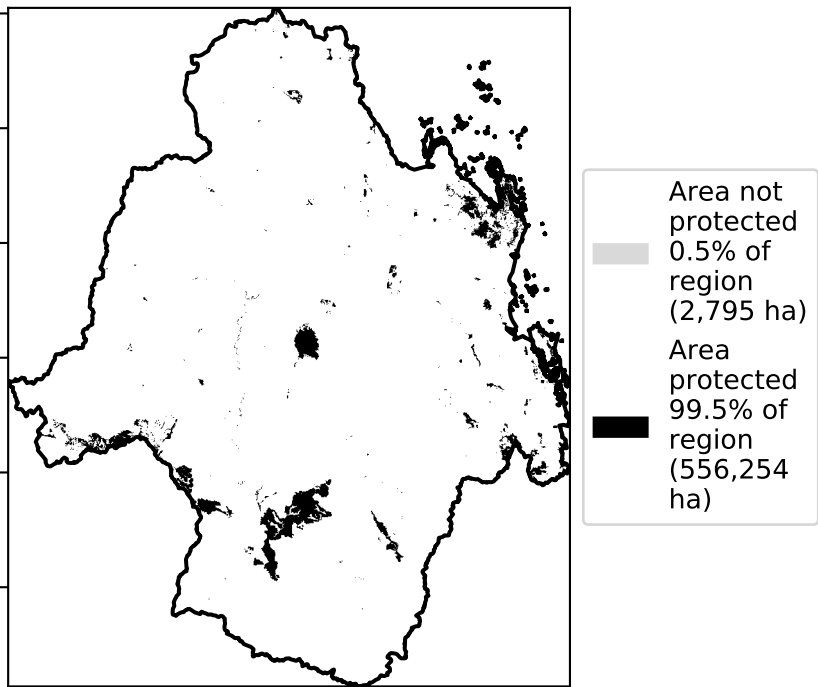 Area not
protected
0.5% of
region
(2,795 ha)
Area
protected
99.5% of
region
(556,254
ha)